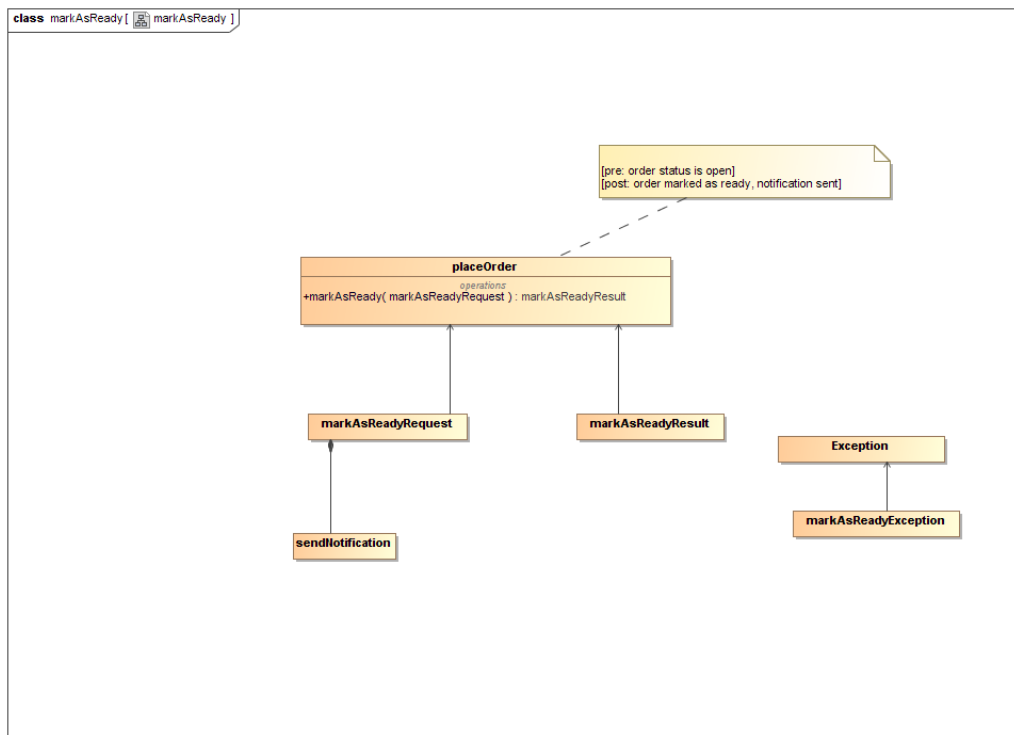 class markAsReady [ markAsReady ]
[pre: order status is open]
[post: order marked as ready, notification sent]
placeOrder
operations
+markAsReady( markAsReadyRequest ) : markAsReadyResult
markAsReadyRequest
markAsReadyResult
Exception
markAsReadyException
sendNotification